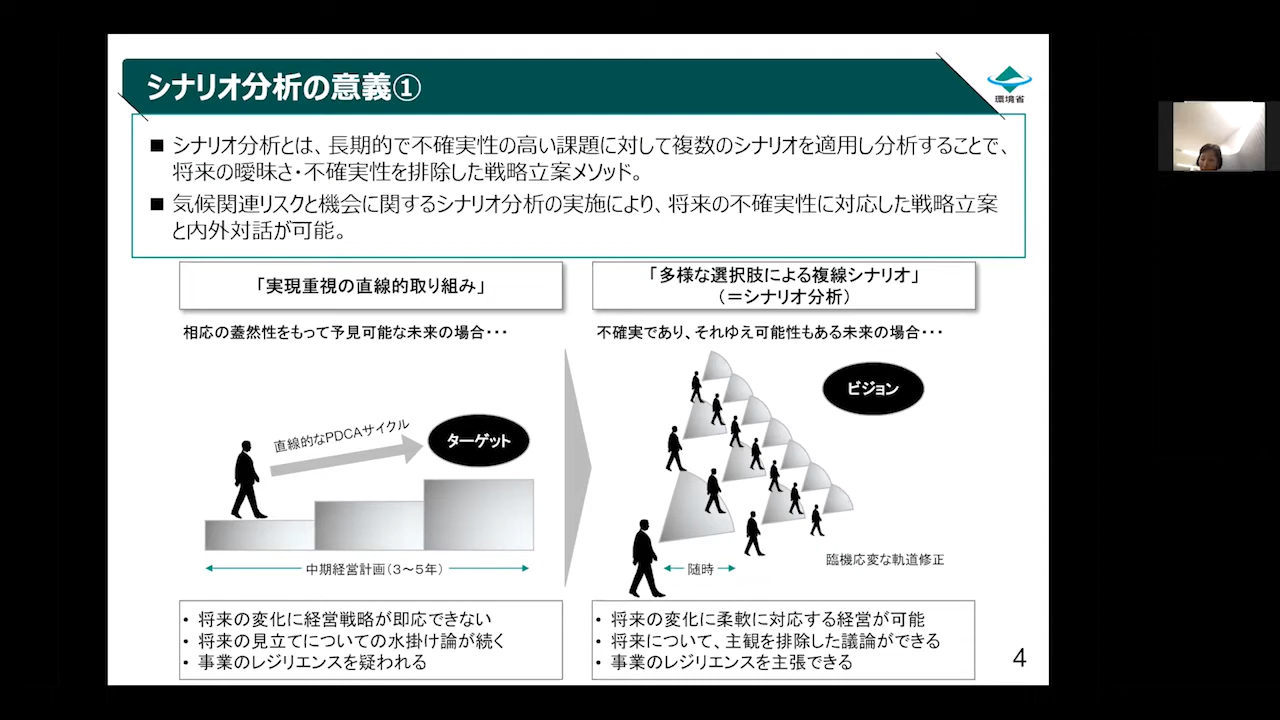 シナリオ分析の意義①
環境省
■ シナリオ分析とは、長期的で不確実性の高い課題に対して複数のシナリオを適用し分析することで、
将来の曖昧さ・不確実性を排除した戦略立案メソッド。
■ 気候関連リスクと機会に関するシナリオ分析の実施により、将来の不確実性に対応した戦略立案
と内外対話が可能。
「実現重視の直線的取り組み」
相応の蓋然性をもって予見可能な未来の場合・・・
直線的なPDCAサイクル
ターゲット
中期経営計画（3～5年）
• 将来の変化に経営戦略が即応できない
• 将来の見立てについての水掛け論が続く
• 事業のレジリエンスを疑われる
「多様な選択肢による複線シナリオ」
（＝シナリオ分析）
不確実であり、それゆえ可能性もある未来の場合・・・
ビジョン
随時
臨機応変な軌道修正
• 将来の変化に柔軟に対応する経営が可能
• 将来について、主観を排除した議論ができる
• 事業のレジリエンスを主張できる
4